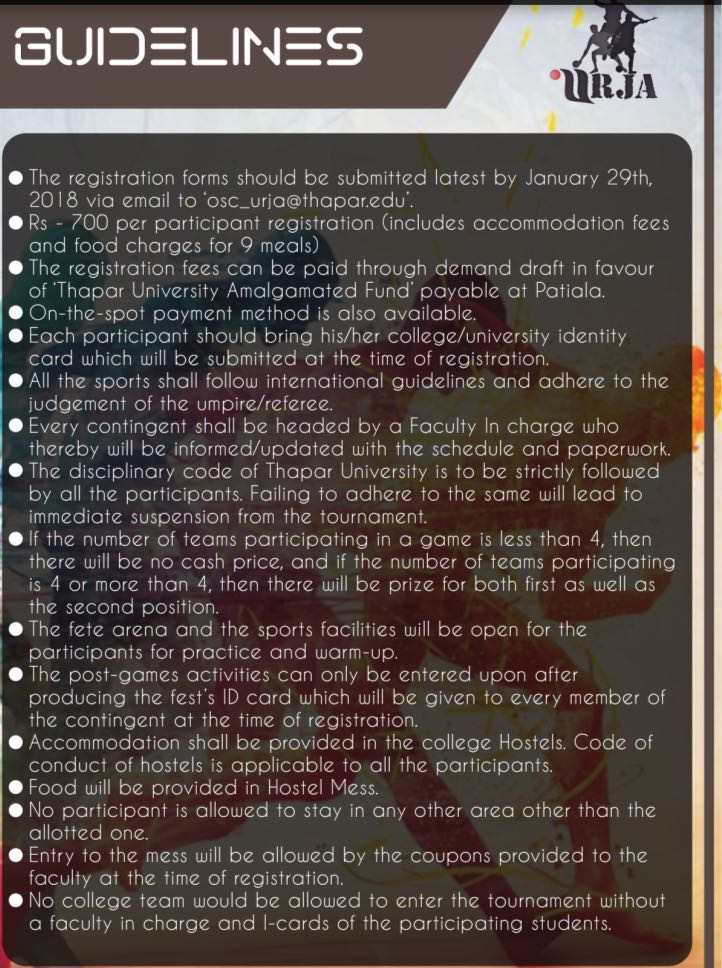 GUIDELINES
URJA
● The registration forms should be submitted latest by January 29th,
2018 via email to ‘osc_urja@thapar.edu’.
● Rs - 700 per participant registration (includes accommodation fees
and food charges for 9 meals)
● The registration fees can be paid through demand draft in favour
of ‘Thapar University Amalgamated Fund’ payable at Patiala.
● On-the-spot payment method is also available.
● Each participant should bring his/her college/university identity
card which will be submitted at the time of registration.
● All the sports shall follow international guidelines and adhere to the
judgement of the umpire/referee.
● Every contingent shall be headed by a Faculty In charge who
thereby will be informed/updated with the schedule and paperwork.
● The disciplinary code of Thapar University is to be strictly followed
by all the participants. Failing to adhere to the same will lead to
immediate suspension from the tournament.
● If the number of teams participating in a game is less than 4, then
there will be no cash price, and if the number of teams participating
is 4 or more than 4, then there will be prize for both first as well as
the second position.
● The fete arena and the sports facilities will be open for the
participants for practice and warm-up.
● The post-games activities can only be entered upon after
producing the fest's ID card which will be given to every member of
the contingent at the time of registration.
● Accommodation shall be provided in the college Hostels. Code of
conduct of hostels is applicable to all the participants.
● Food will be provided in Hostel Mess.
● No participant is allowed to stay in any other area other than the
allotted one.
● Entry to the mess will be allowed by the coupons provided to the
faculty at the time of registration.
● No college team would be allowed to enter the tournament without
a faculty in charge and I-cards of the participating students.